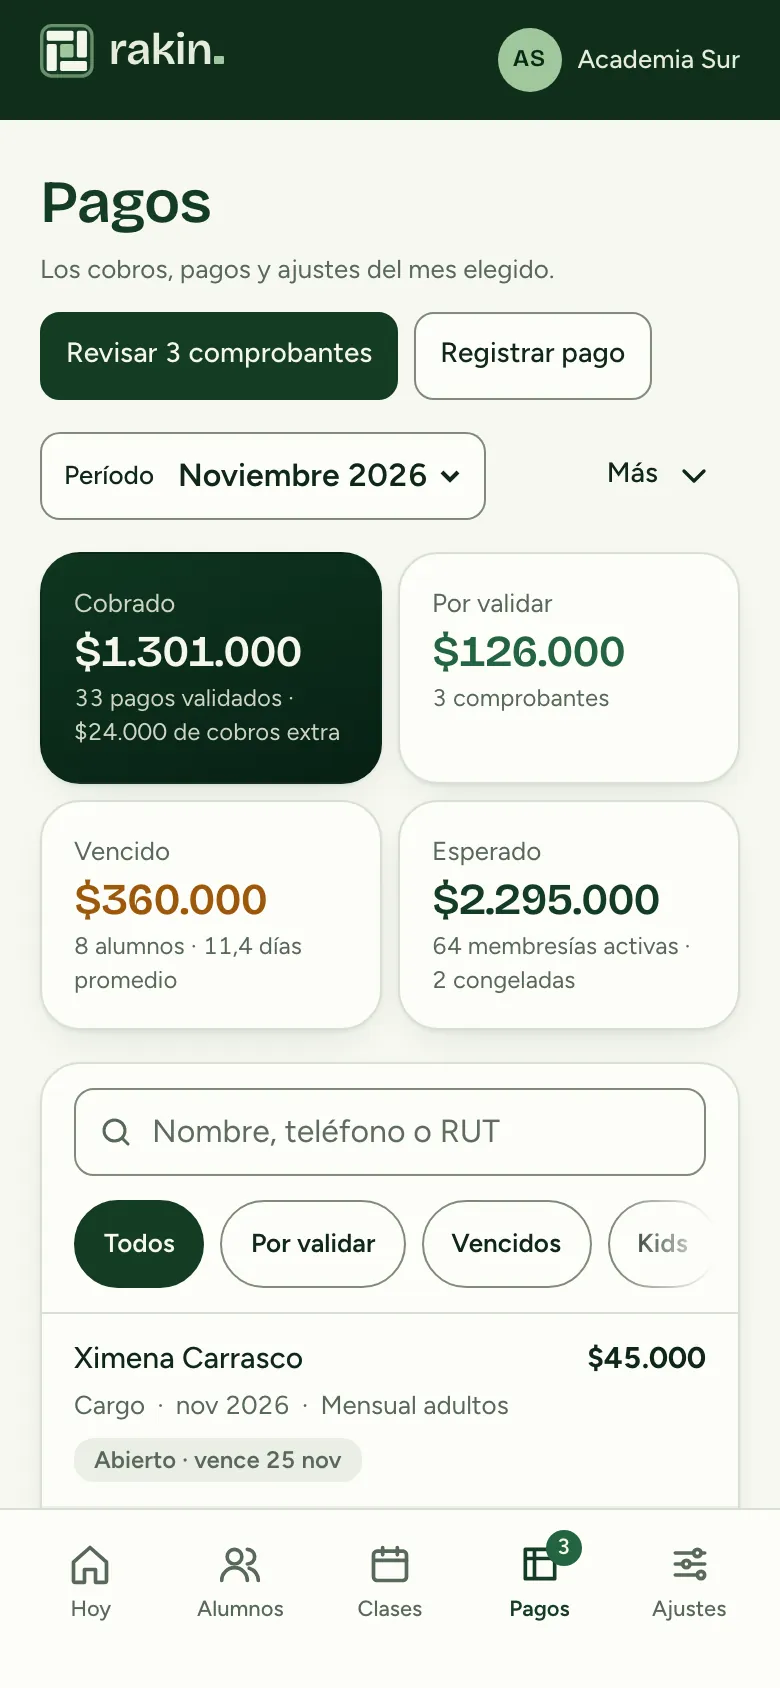 rakin.
AS Academia Sur
Pagos
Los cobros, pagos y ajustes del mes elegido.
Revisar 3 comprobantes Registrar pago
Período Noviembre 2026 Más
Cobrado
$1.301.000
33 pagos validados ·
$24.000 de cobros extra
Por validar
$126.000
3 comprobantes
Vencido
$360.000
8 alumnos · 11,4 días
promedio
Esperado
$2.295.000
64 membresías activas ·
2 congeladas
Nombre, teléfono o RUT
Todos Por validar Vencidos Kids
Ximena Carrasco $45.000
Cargo · nov 2026 · Mensual adultos
Abierto · vence 25 nov
3
Hoy Alumnos Clases Pagos Ajustes